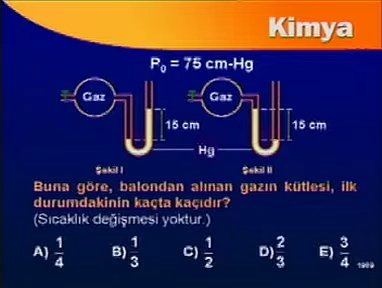 Kimya
P₀ = 75 cm-Hg
Gaz
Gaz
15 cm
15 cm
Hg
Şekil I
Şekil II
Buna göre, balondan alınan gazın kütlesi, ilk
durumdakinin kaçta kaçıdır?
(Sıcaklık değişmesi yoktur.)
A) 1/4 B) 1/3 C) 1/2 D) 2/3 E) 3/4
1989